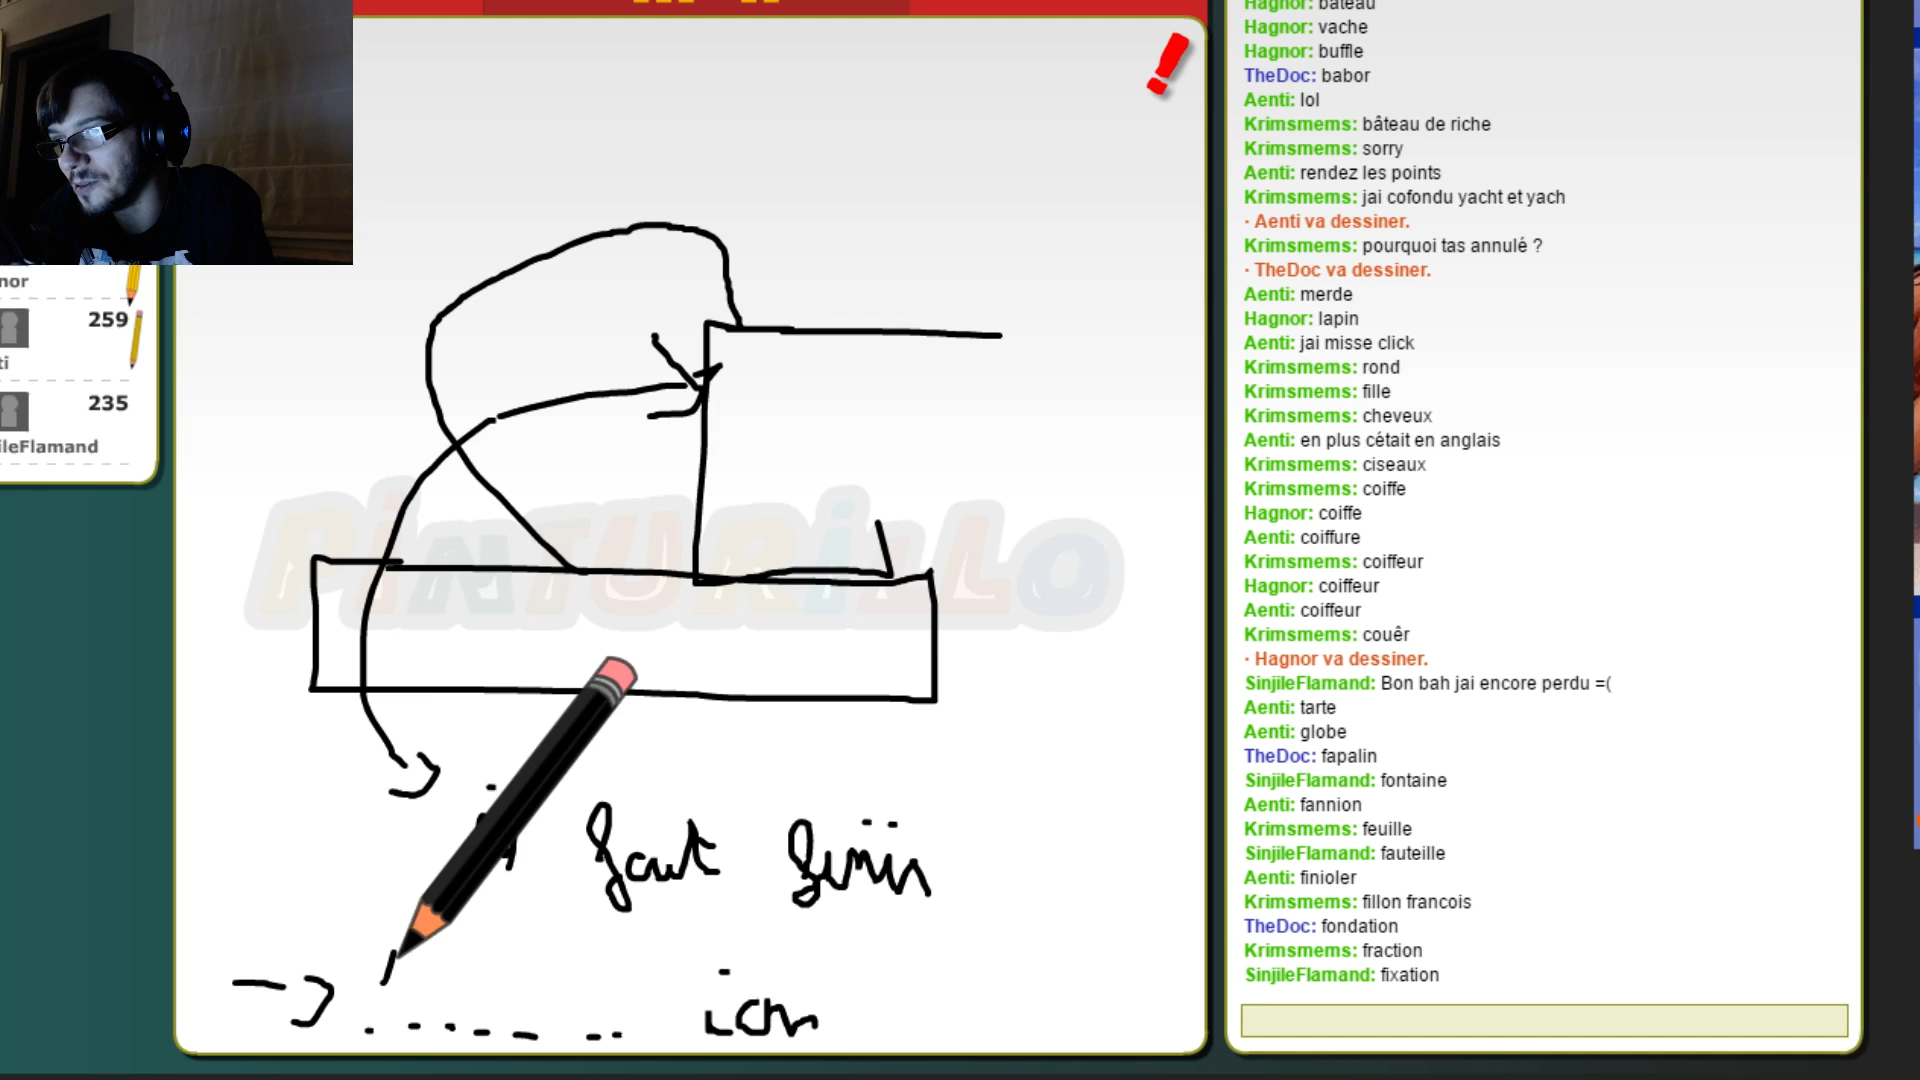 Hagnor: bateau
Hagnor: vache
Hagnor: buffle
TheDoc: babor
Aenti: lol
Krimsmems: bâteau de riche
Krimsmems: sorry
Aenti: rendez les points
Krimsmems: jai cofondu yacht et yach
· Aenti va dessiner.
Krimsmems: pourquoi tas annulé ?
· TheDoc va dessiner.
Aenti: merde
Hagnor: lapin
Aenti: jai misse click
Krimsmems: rond
Krimsmems: fille
Krimsmems: cheveux
Aenti: en plus cétait en anglais
Krimsmems: ciseaux
Krimsmems: coiffe
Hagnor: coiffe
Aenti: coiffure
Krimsmems: coiffeur
Hagnor: coiffeur
Aenti: coiffeur
Krimsmems: couêr
· Hagnor va dessiner.
SinjileFlamand: Bon bah jai encore perdu =(
Aenti: tarte
Aenti: globe
TheDoc: fapalin
SinjileFlamand: fontaine
Aenti: fannion
Krimsmems: feuille
SinjileFlamand: fauteille
Aenti: finioler
Krimsmems: fillon francois
TheDoc: fondation
Krimsmems: fraction
SinjileFlamand: fixation
nor
259
ti
235
ileFlamand
PINTURILLO
faut finir
ion